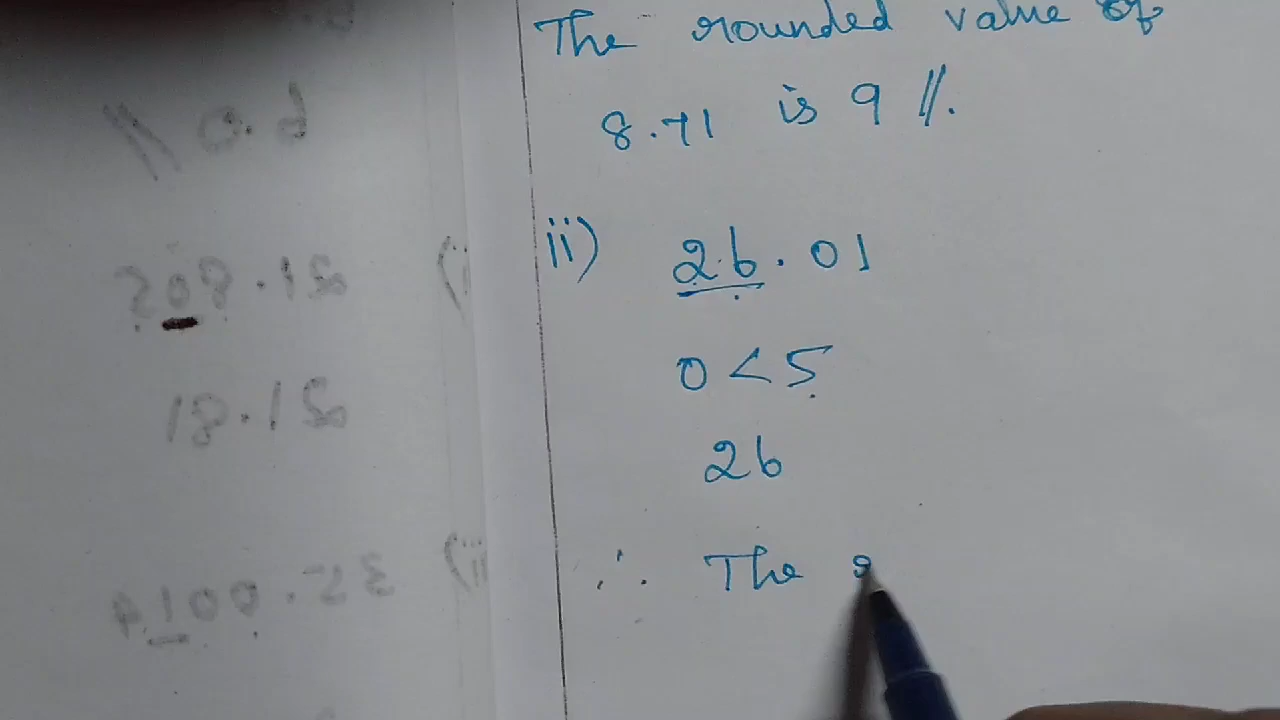 The rounded value of
8.71 is 9 //.
ii) 26.01
0 < 5
26
∴ The